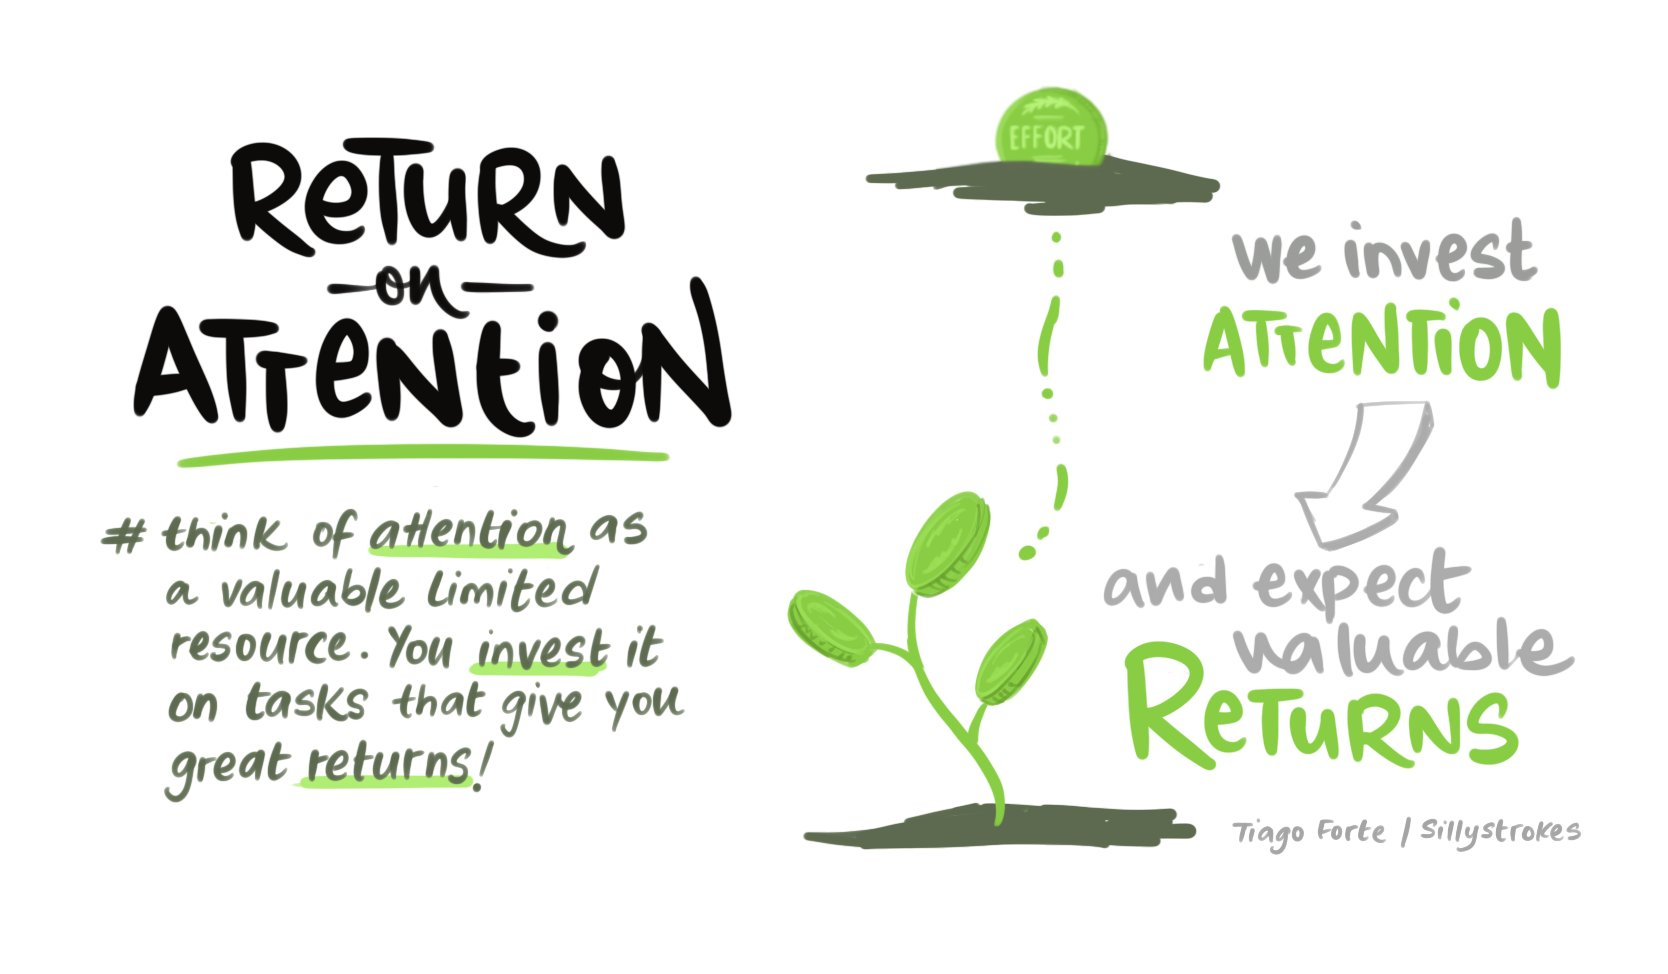 Return
on
Attention
# think of attention as
a valuable limited
resource. You invest it
on tasks that give you
great returns!
EFFORT
we invest
ATTENTION
and expect
valuable
Returns
Tiago Forte / Sillystrokes